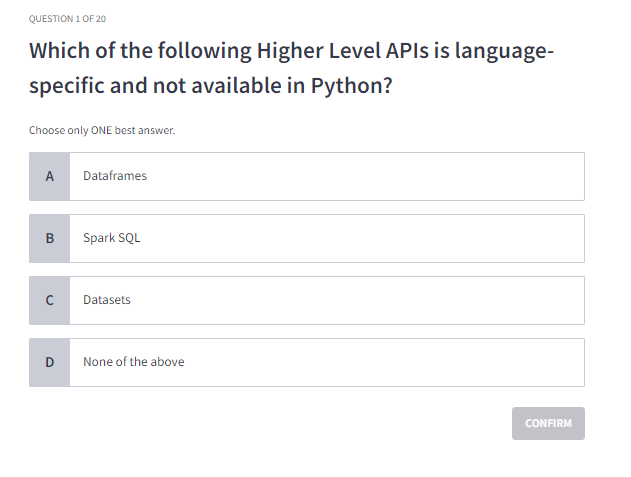 QUESTION 1 OF 20
Which of the following Higher Level APIs is language-
specific and not available in Python?
Choose only ONE best answer.
A Dataframes
B Spark SQL
C Datasets
D None of the above
CONFIRM